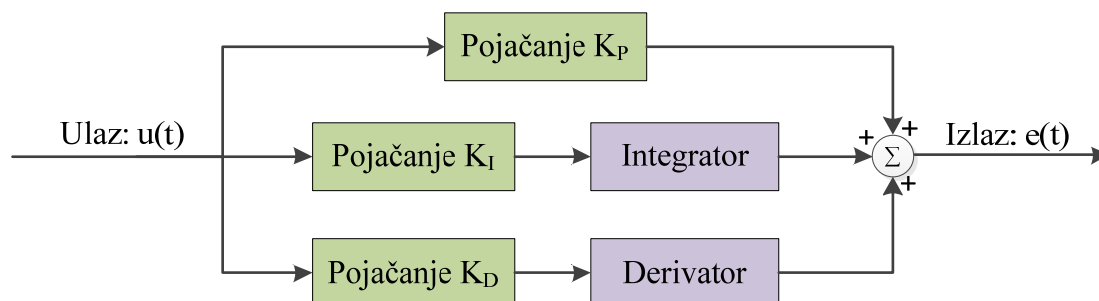 Pojačanje K_P
Ulaz: u(t)
Pojačanje K_I
Integrator
+
+
Σ
+
Izlaz: e(t)
Pojačanje K_D
Derivator